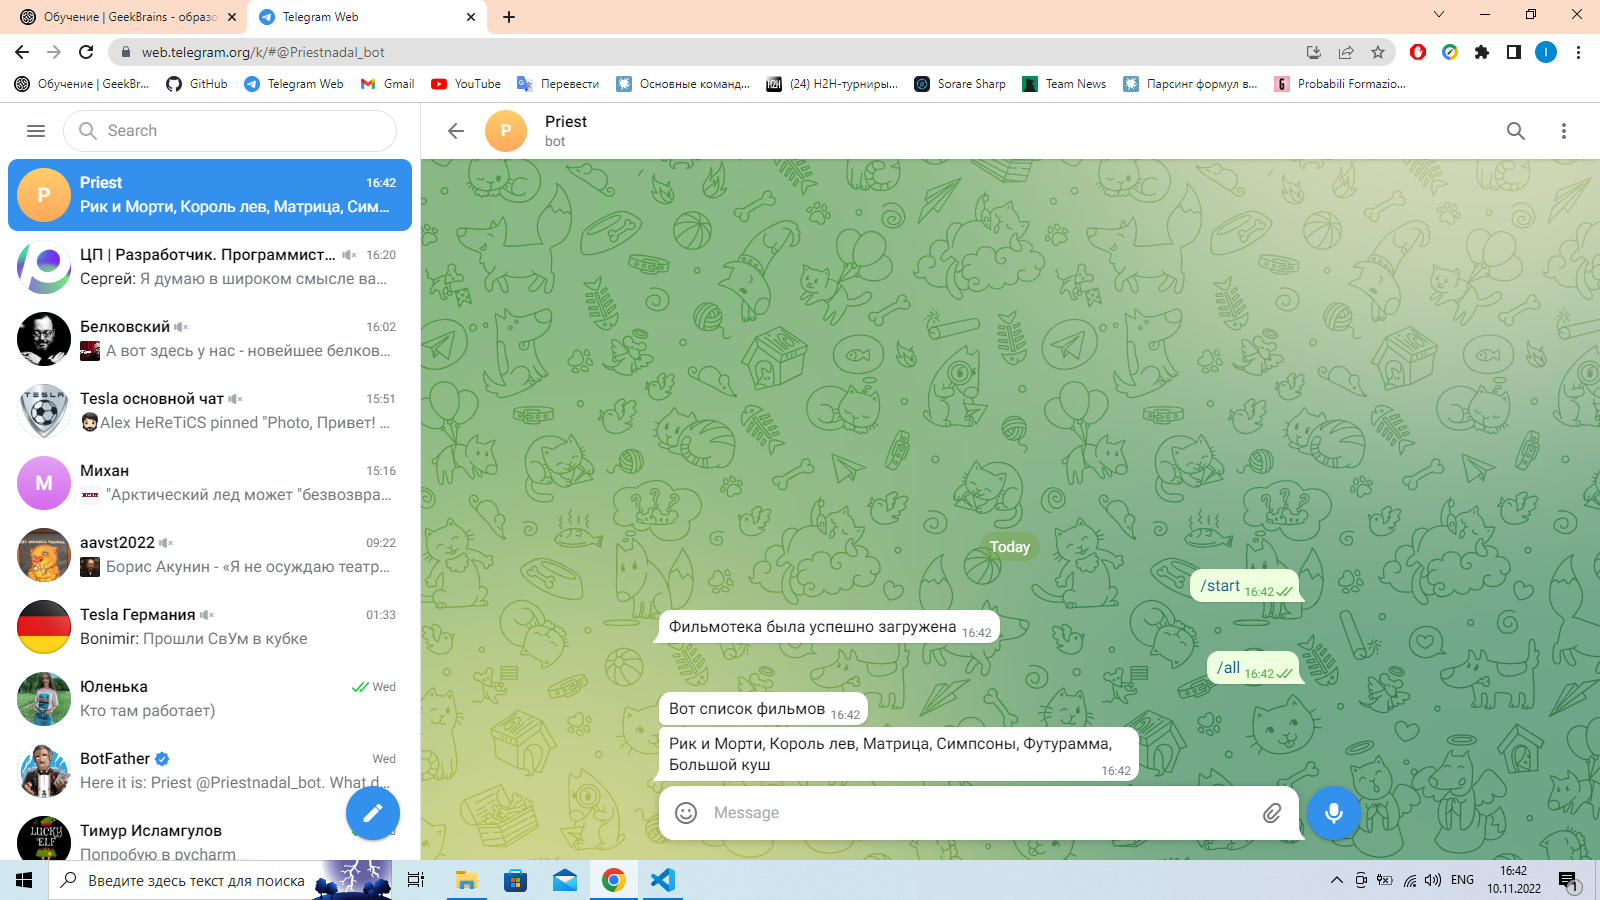 Обучение | GeekBrains - образо
Telegram Web
web.telegram.org/k/#@Priestnadal_bot
I
Обучение | GeekBr...
GitHub
Telegram Web
Gmail
YouTube
Перевести
Основные команд...
(24) H2H-турниры...
Sorare Sharp
Team News
Парсинг формул в...
Probabili Formazio...
Search
P
Priest
bot
P
Priest
16:42
Рик и Морти, Король лев, Матрица, Сим...
ЦП | Разработчик. Программист...
16:20
Сергей: Я думаю в широком смысле ва...
Белковский
16:02
А вот здесь у нас - новейшее белков...
TESLA
Tesla основной чат
15:51
Alex HeReTiCS pinned "Photo, Привет! ...
М
Михан
15:16
"Арктический лед может "безвозвра...
aavst2022
09:22
Борис Акунин - «Я не осуждаю театр...
Tesla Германия
01:33
Bonimir: Прошли СвУм в кубке
Юленька
Wed
Кто там работает)
BotFather
Wed
Here it is: Priest @Priestnadal_bot. What d...
LUCKY
ELF
Тимур Исламгулов
Попробую в pycharm
Today
/start 16:42
Фильмотека была успешно загружена 16:42
/all 16:42
Вот список фильмов 16:42
Рик и Морти, Король лев, Матрица, Симпсоны, Футурамма,
Большой куш 16:42
Message
Введите здесь текст для поиска
ENG
16:42
10.11.2022
1